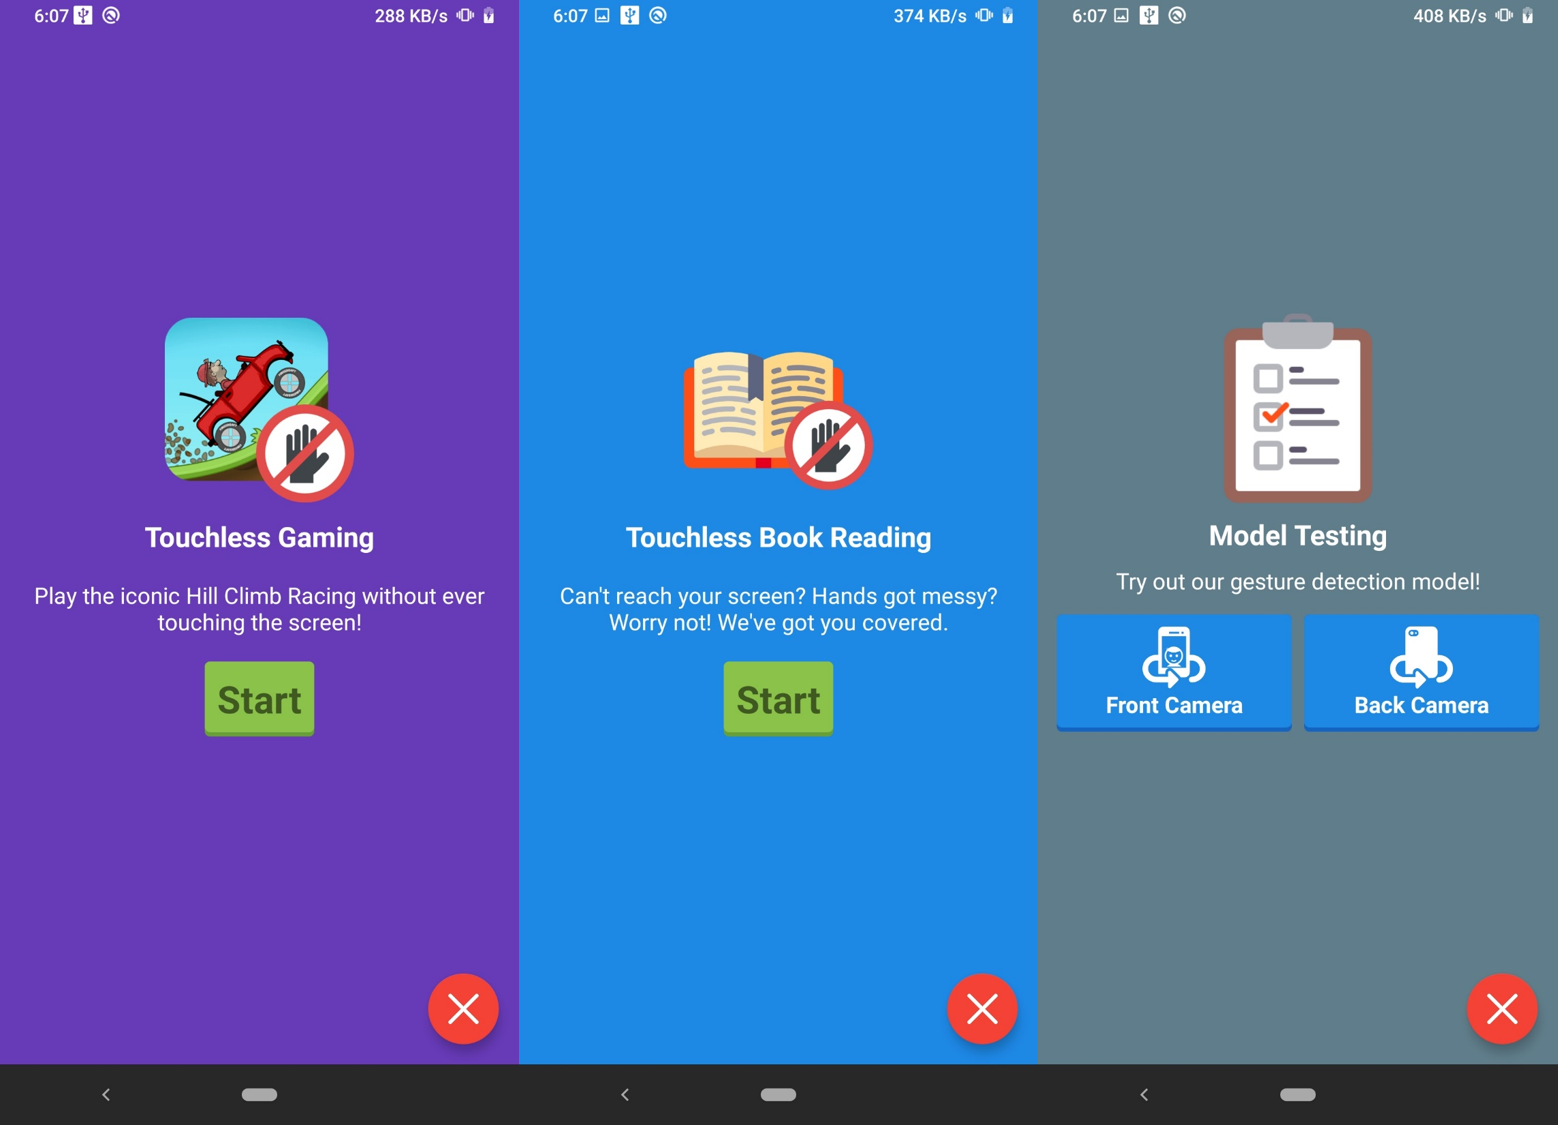 6:07
288 KB/s
Touchless Gaming
Play the iconic Hill Climb Racing without ever
touching the screen!
Start
6:07
374 KB/s
Touchless Book Reading
Can't reach your screen? Hands got messy?
Worry not! We've got you covered.
Start
6:07
408 KB/s
Model Testing
Try out our gesture detection model!
Front Camera
Back Camera